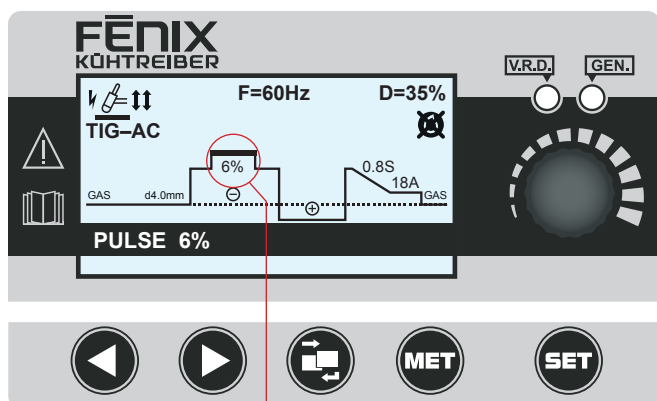 FĒNIX
KÜHTREIBER
V.R.D. GEN.
F=60Hz D=35%
TIG–AC
6% 0.8S
18A
GAS d4.0mm GAS
PULSE 6%
MET SET